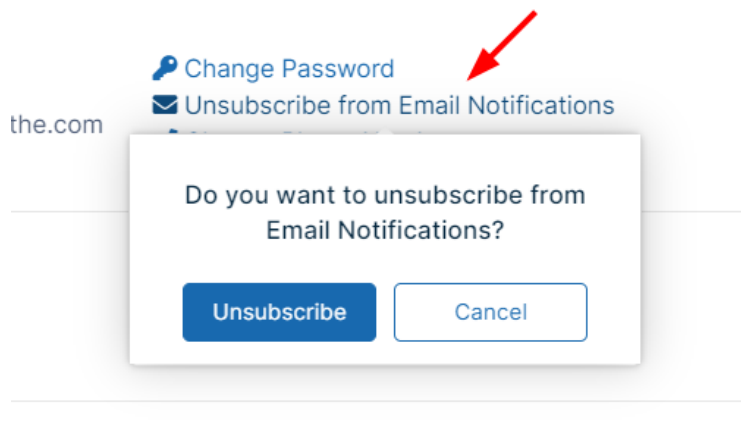 Change Password
Unsubscribe from Email Notifications
the.com
Do you want to unsubscribe from
Email Notifications?
Unsubscribe
Cancel